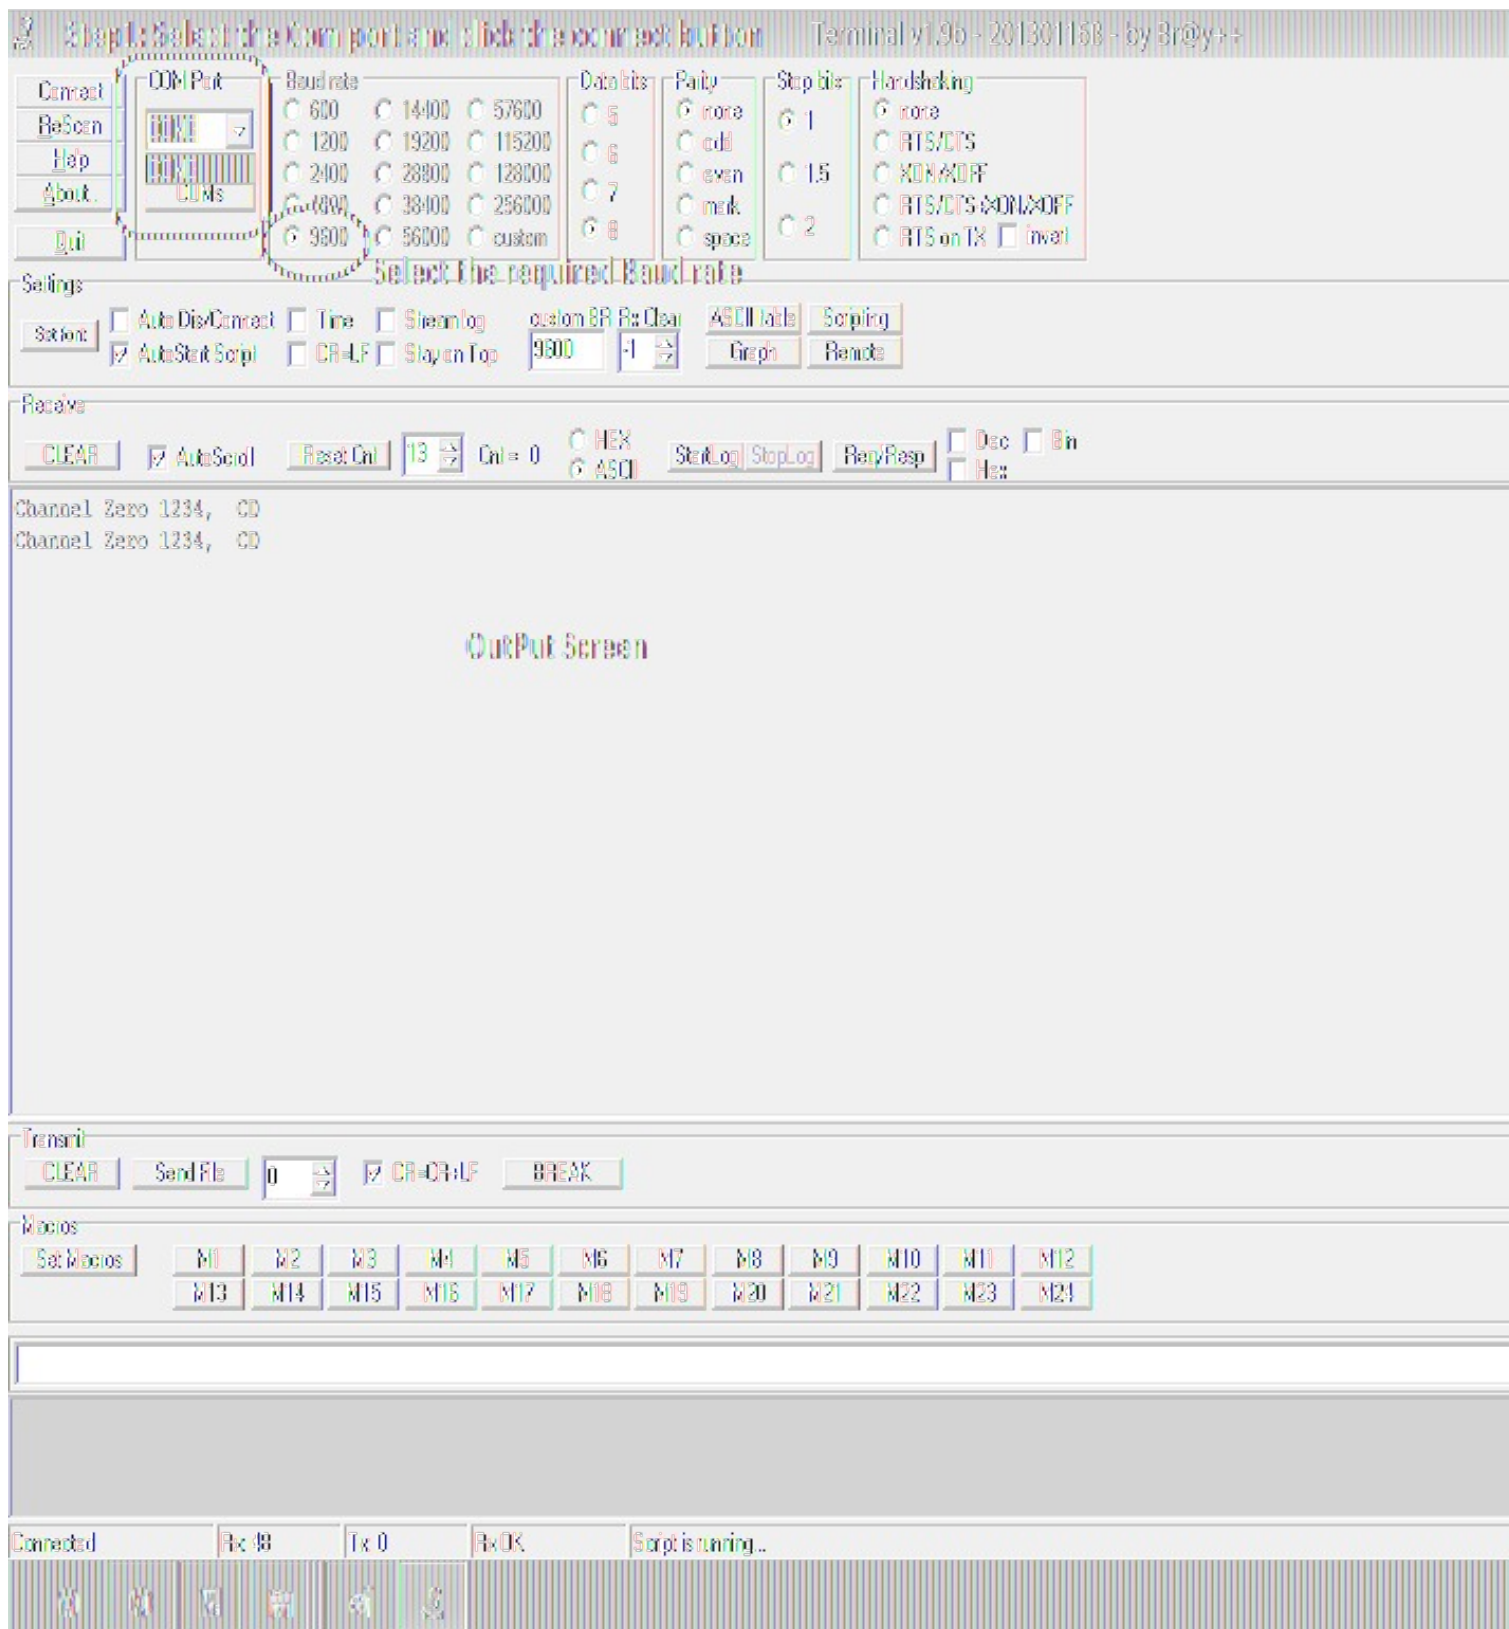 Step1: Select the Com port and click the connect button Terminal v1.9b - 20130116B - by Br@y++
Connect
ReScan
Help
About..
Quit
COM Port
COMs
Baud rate
600 14400 57600
1200 19200 115200
2400 28800 128000
4800 38400 256000
9600 56000 custom
Data bits
5
6
7
8
Parity
none
odd
even
mark
space
Stop bits
1
1.5
2
Handshaking
none
RTS/CTS
XON/XOFF
RTS/CTS+XON/XOFF
RTS on TX invert
Select the required Baud rate
Settings
Set font
Auto Dis/Connect Time Stream log custom BR Rx Clear ASCII table Scripting
AutoStart Script CR=LF Stay on Top 9600 -1 Graph Remote
Receive
CLEAR AutoScroll Reset Cnt 13 Cnt = 0 HEX ASCII StartLog StopLog Req/Resp Dec Bin Hex
Channel Zero 1234, CD
Channel Zero 1234, CD
OutPut Screen
Transmit
CLEAR Send File 0 CR=CR+LF BREAK
Macros
Set Macros M1 M2 M3 M4 M5 M6 M7 M8 M9 M10 M11 M12
M13 M14 M15 M16 M17 M18 M19 M20 M21 M22 M23 M24
Connected Rx: 48 Tx: 0 Rx OK Script is running...